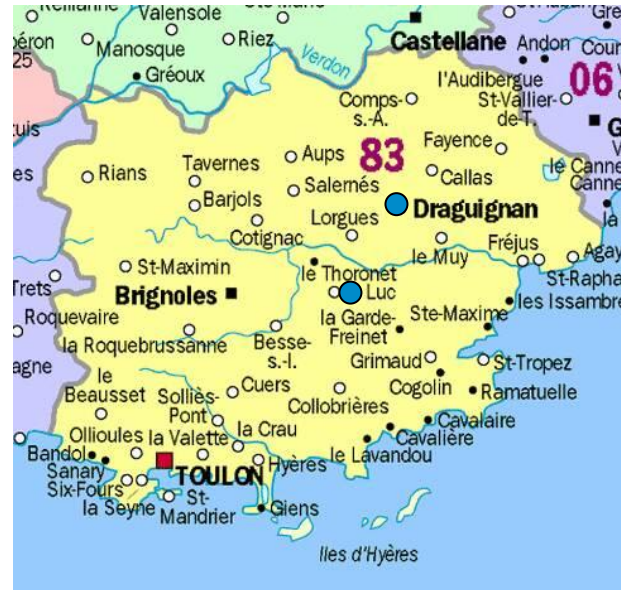 Valensole
Riez
Manosque
Gréoux
Verdon
Castellane
Andon
l'Audibergue
06
St-Vallier-
de-T.
Comps-
s.-A.
83
Fayence
Aups
Callas
Tavernes
Salernés
Rians
Barjols
Draguignan
Lorgues
Cotignac
le Muy
Fréjus
Agay
St-Rapha
St-Maximin
le Thoronet
Luc
Brignoles
les Issambre
Trets
Roquevaire
la Garde-
Freinet
Ste-Maxime
la Roquebrussanne
Besse-
s.-I.
Grimaud
St-Tropez
Cogolin
Ramatuelle
le
Beausset
Solliès-
Pont
Cuers
Collobrières
Cavalaire
Ollioules
la Valette
la Crau
Cavalière
Bandol
le Lavandou
Sanary
TOULON
Hyères
Six-Fours
la Seyne
St-
Mandrier
Giens
Iles d'Hyères